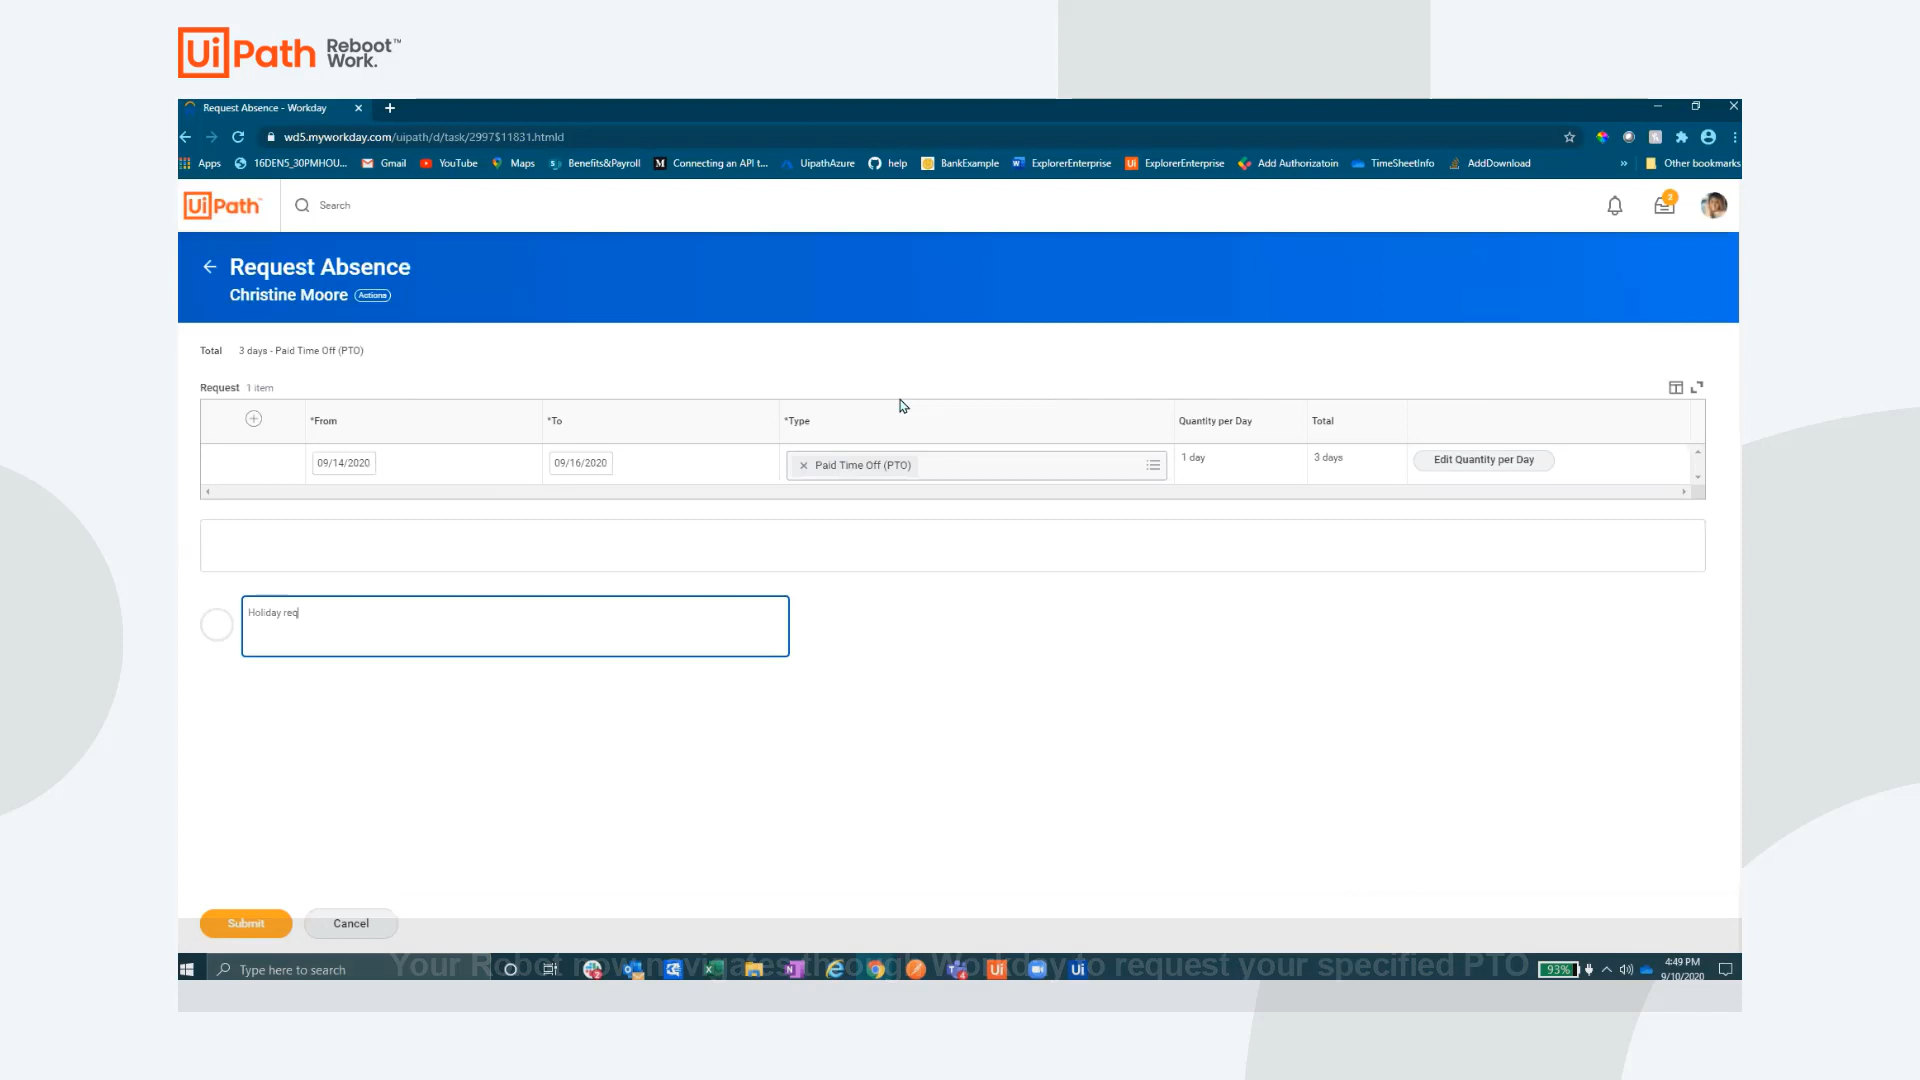 UiPath Reboot Work.™
Request Absence - Workday
wd5.myworkday.com/uipath/d/task/2997$11831.htmld
Apps 16DEN5_30PMHOU... Gmail YouTube Maps Benefits&Payroll Connecting an API t... UipathAzure help BankExample ExplorerEnterprise ExplorerEnterprise Add Authorizatoin TimeSheetInfo AddDownload » Other bookmarks
UiPath Search
Request Absence
Christine Moore Actions
Total 3 days - Paid Time Off (PTO)
Request 1 item
*From *To *Type Quantity per Day Total
09/14/2020 09/16/2020 × Paid Time Off (PTO) 1 day 3 days Edit Quantity per Day
Holiday req
Submit Cancel
Type here to search
Your Robot now navigates though Workday to request your specified PTO
93% 4:49 PM
9/10/2020